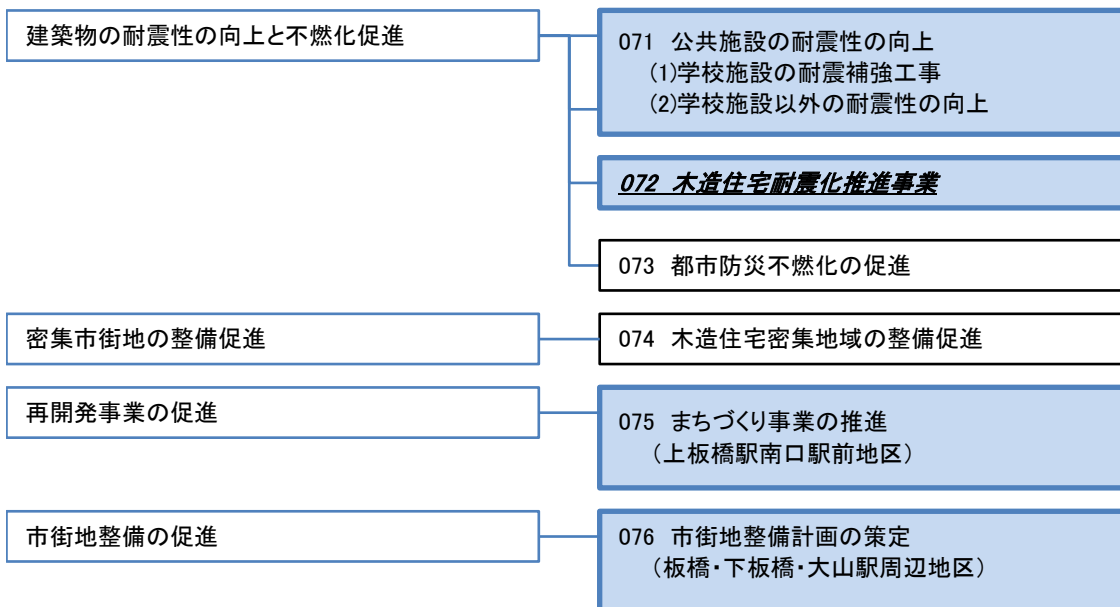 建築物の耐震性の向上と不燃化促進
071 公共施設の耐震性の向上
(1)学校施設の耐震補強工事
(2)学校施設以外の耐震性の向上
072 木造住宅耐震化推進事業
073 都市防災不燃化の促進
密集市街地の整備促進
074 木造住宅密集地域の整備促進
再開発事業の促進
075 まちづくり事業の推進
(上板橋駅南口駅前地区)
市街地整備の促進
076 市街地整備計画の策定
(板橋・下板橋・大山駅周辺地区)